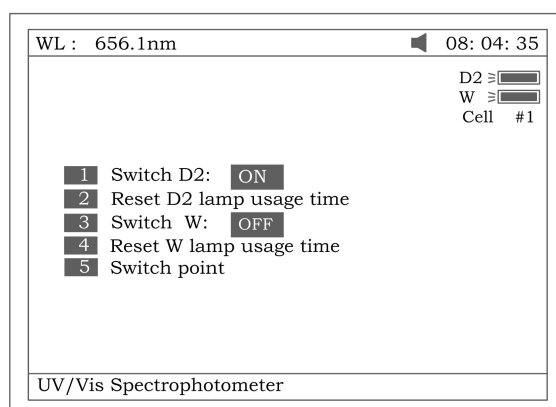 WL : 656.1nm 08: 04: 35
D2
W
Cell #1
1 Switch D2: ON
2 Reset D2 lamp usage time
3 Switch W: OFF
4 Reset W lamp usage time
5 Switch point
UV/Vis Spectrophotometer